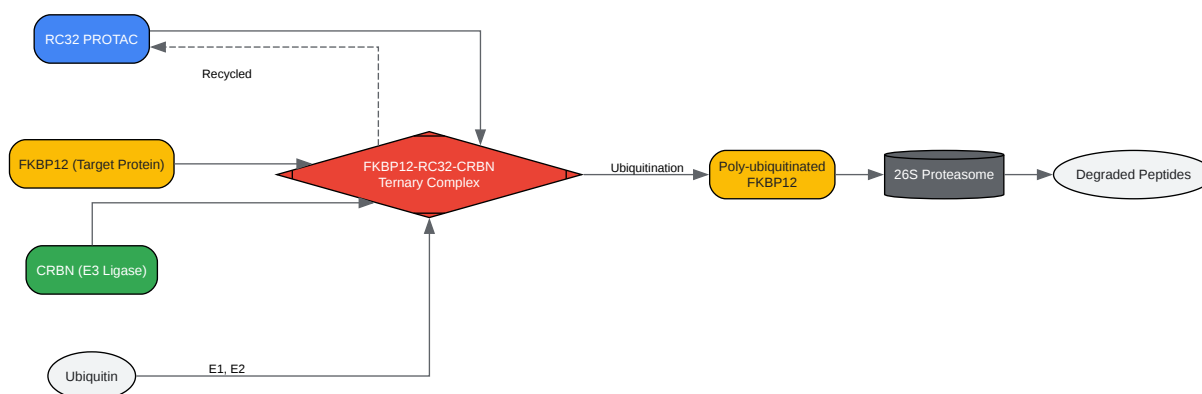 RC32 PROTAC
Recycled
FKBP12 (Target Protein)
FKBP12-RC32-CRBN
Ternary Complex
Ubiquitination
Poly-ubiquitinated
FKBP12
26S Proteasome
Degraded Peptides
CRBN (E3 Ligase)
E1, E2
Ubiquitin